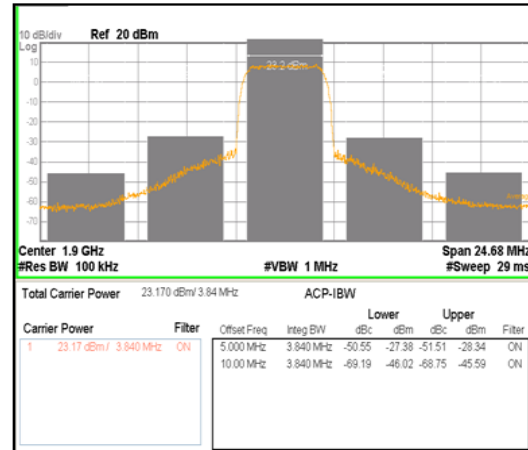 10 dB/div Ref 20 dBm
Log
23.2 dBm
10
0
-10
-20
-30
-40
-50
-60
-70
Center 1.9 GHz Span 24.68 MHz
#Res BW 100 kHz #VBW 1 MHz #Sweep 29 ms
Total Carrier Power 23.170 dBm/ 3.84 MHz ACP-IBW
Lower Upper
Carrier Power Filter Offset Freq Integ BW dBc dBm dBc dBm Filter
1 23.17 dBm / 3.840 MHz ON 5.000 MHz 3.840 MHz -50.55 -27.38 -51.51 -28.34 ON
10.00 MHz 3.840 MHz -69.19 -46.02 -68.75 -45.59 ON